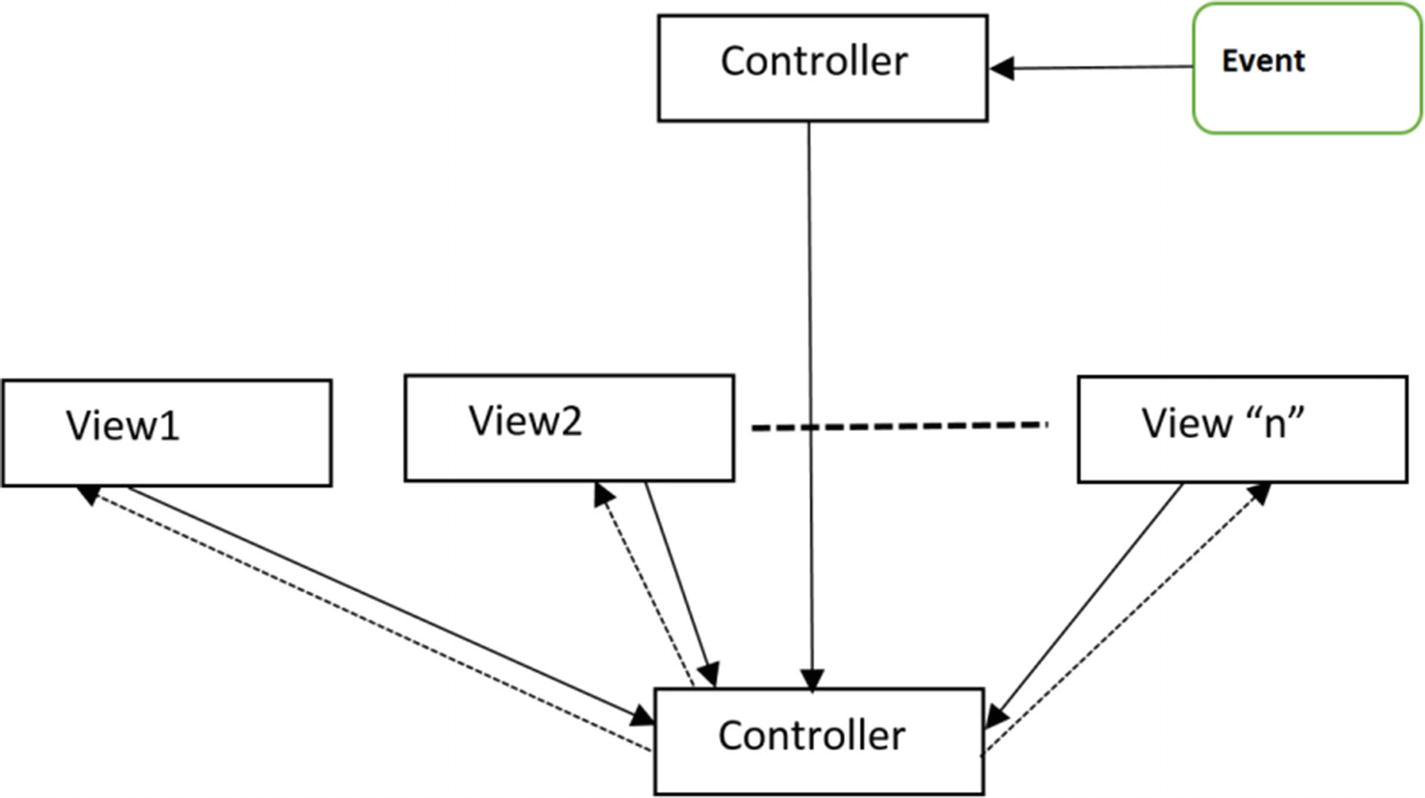 Controller
Event
View1
View2
View “n”
Controller